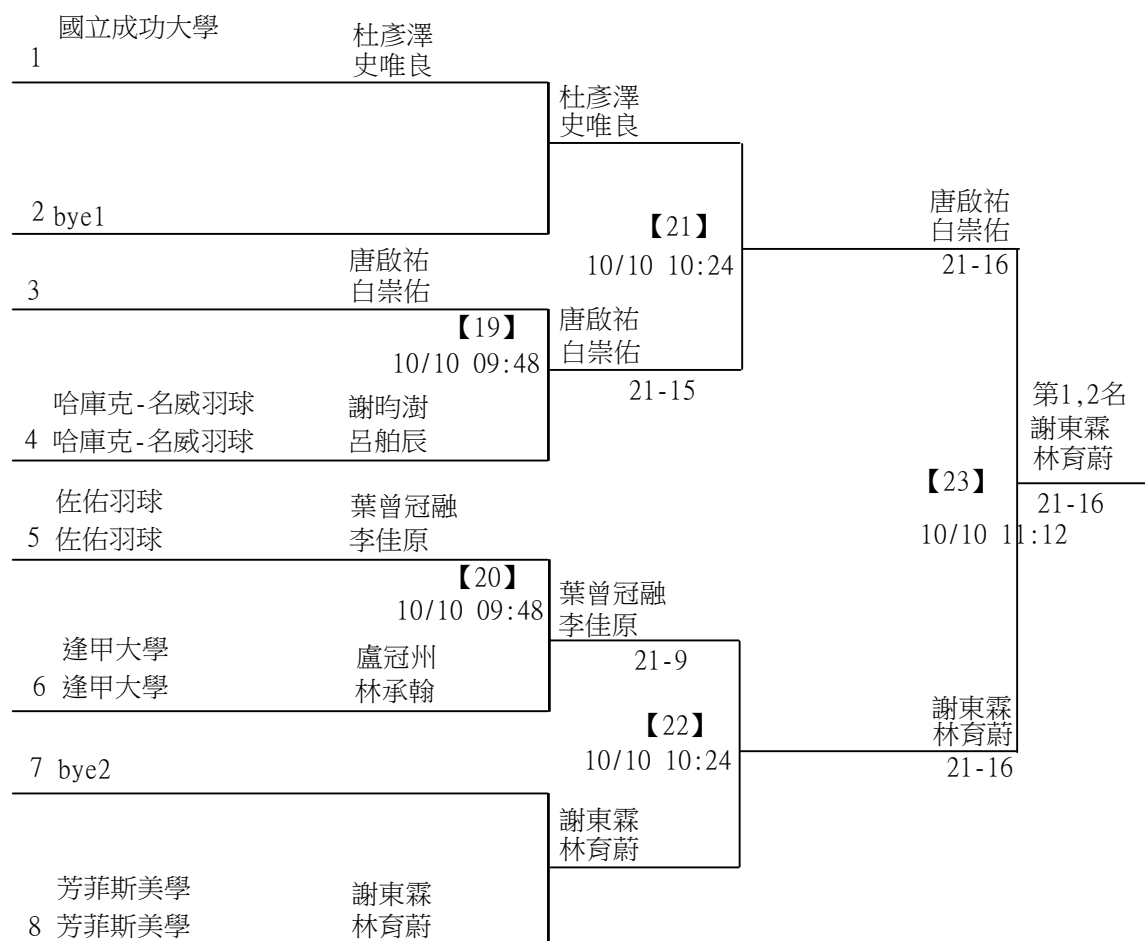 國立成功大學 杜彥澤
1 史唯良
杜彥澤
史唯良
2 bye1
【21】
10/10 10:24
唐啟祐
白崇佑
21-16
唐啟祐
3 白崇佑
【19】
10/10 09:48
唐啟祐
白崇佑
21-15
哈庫克-名威羽球 謝昀澍
4 哈庫克-名威羽球 呂舶辰
第1,2名
謝東霖
林育蔚
21-16
【23】
10/10 11:12
佐佑羽球 葉曾冠融
5 佐佑羽球 李佳原
【20】
10/10 09:48
葉曾冠融
李佳原
21-9
逢甲大學 盧冠州
6 逢甲大學 林承翰
【22】
10/10 10:24
謝東霖
林育蔚
21-16
7 bye2
謝東霖
林育蔚
芳菲斯美學 謝東霖
8 芳菲斯美學 林育蔚